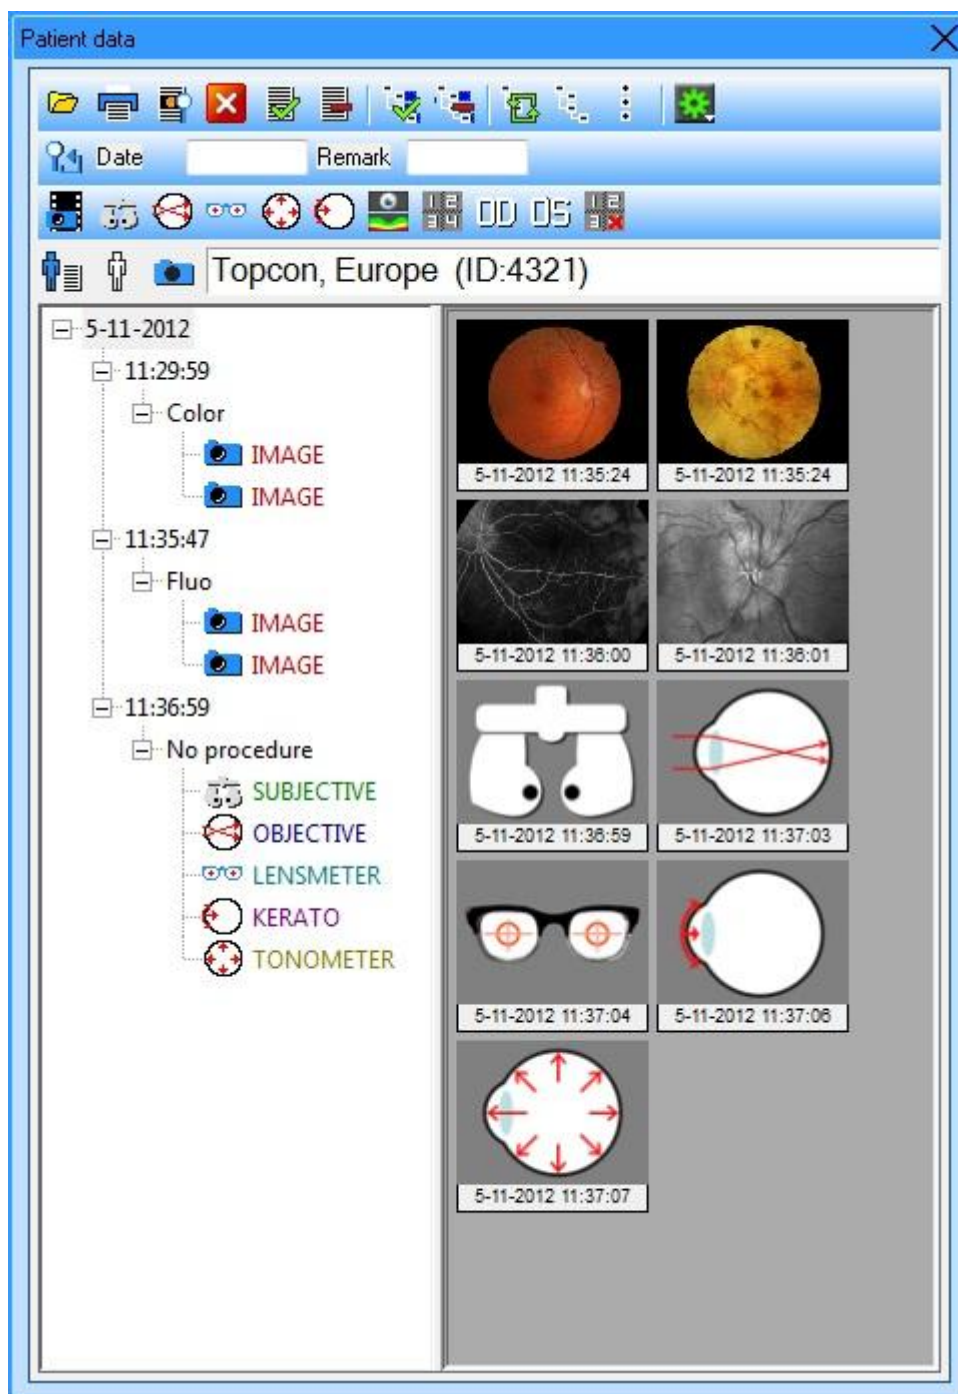 Patient data
Date Remark
OD OS
Topcon, Europe (ID:4321)
5-11-2012
11:29:59
Color
IMAGE
IMAGE
11:35:47
Fluo
IMAGE
IMAGE
11:36:59
No procedure
SUBJECTIVE
OBJECTIVE
LENSMETER
KERATO
TONOMETER
5-11-2012 11:35:24 5-11-2012 11:35:24
5-11-2012 11:36:00 5-11-2012 11:36:01
5-11-2012 11:36:59 5-11-2012 11:37:03
5-11-2012 11:37:04 5-11-2012 11:37:06
5-11-2012 11:37:07